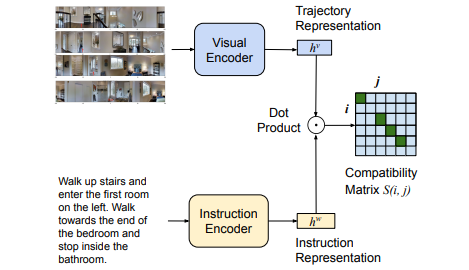 Trajectory
Representation
Visual
Encoder
h^v
j
i
Dot
Product
Compatibility
Matrix S(i, j)
Walk up stairs and
enter the first room
on the left. Walk
towards the end of
the bedroom and
stop inside the
bathroom.
Instruction
Encoder
h^w
Instruction
Representation